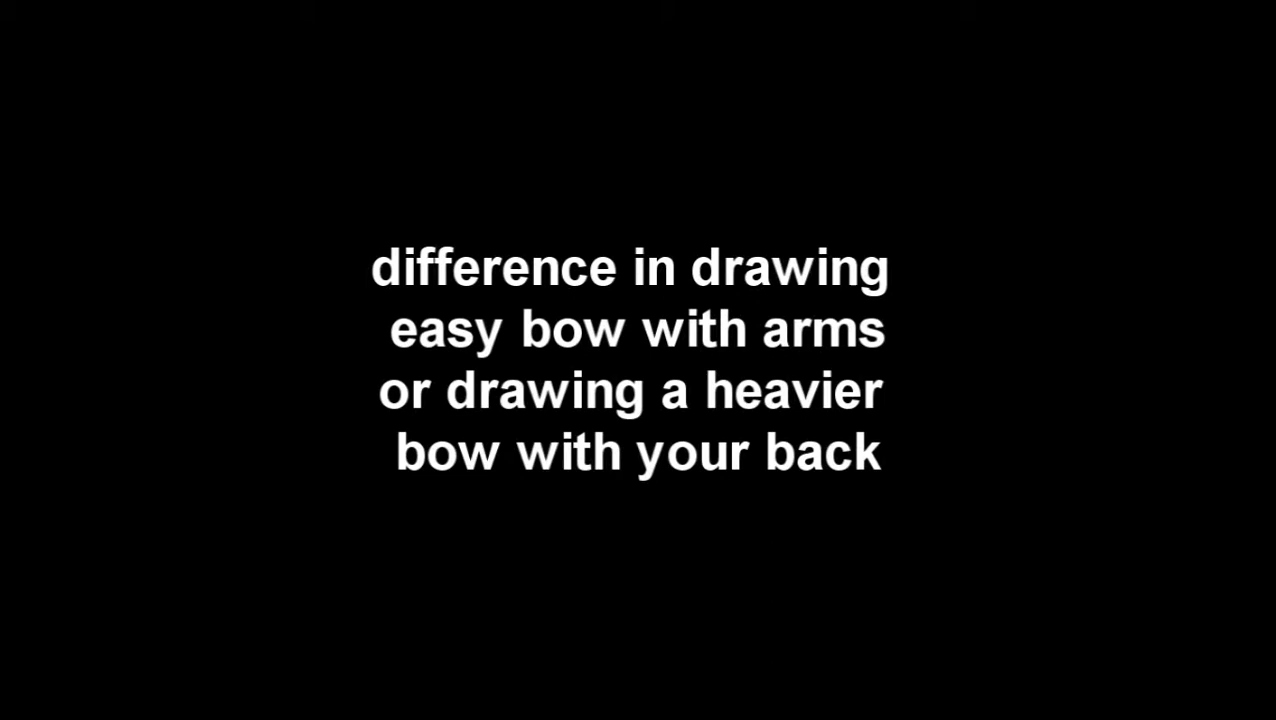 difference in drawing
easy bow with arms
or drawing a heavier
bow with your back